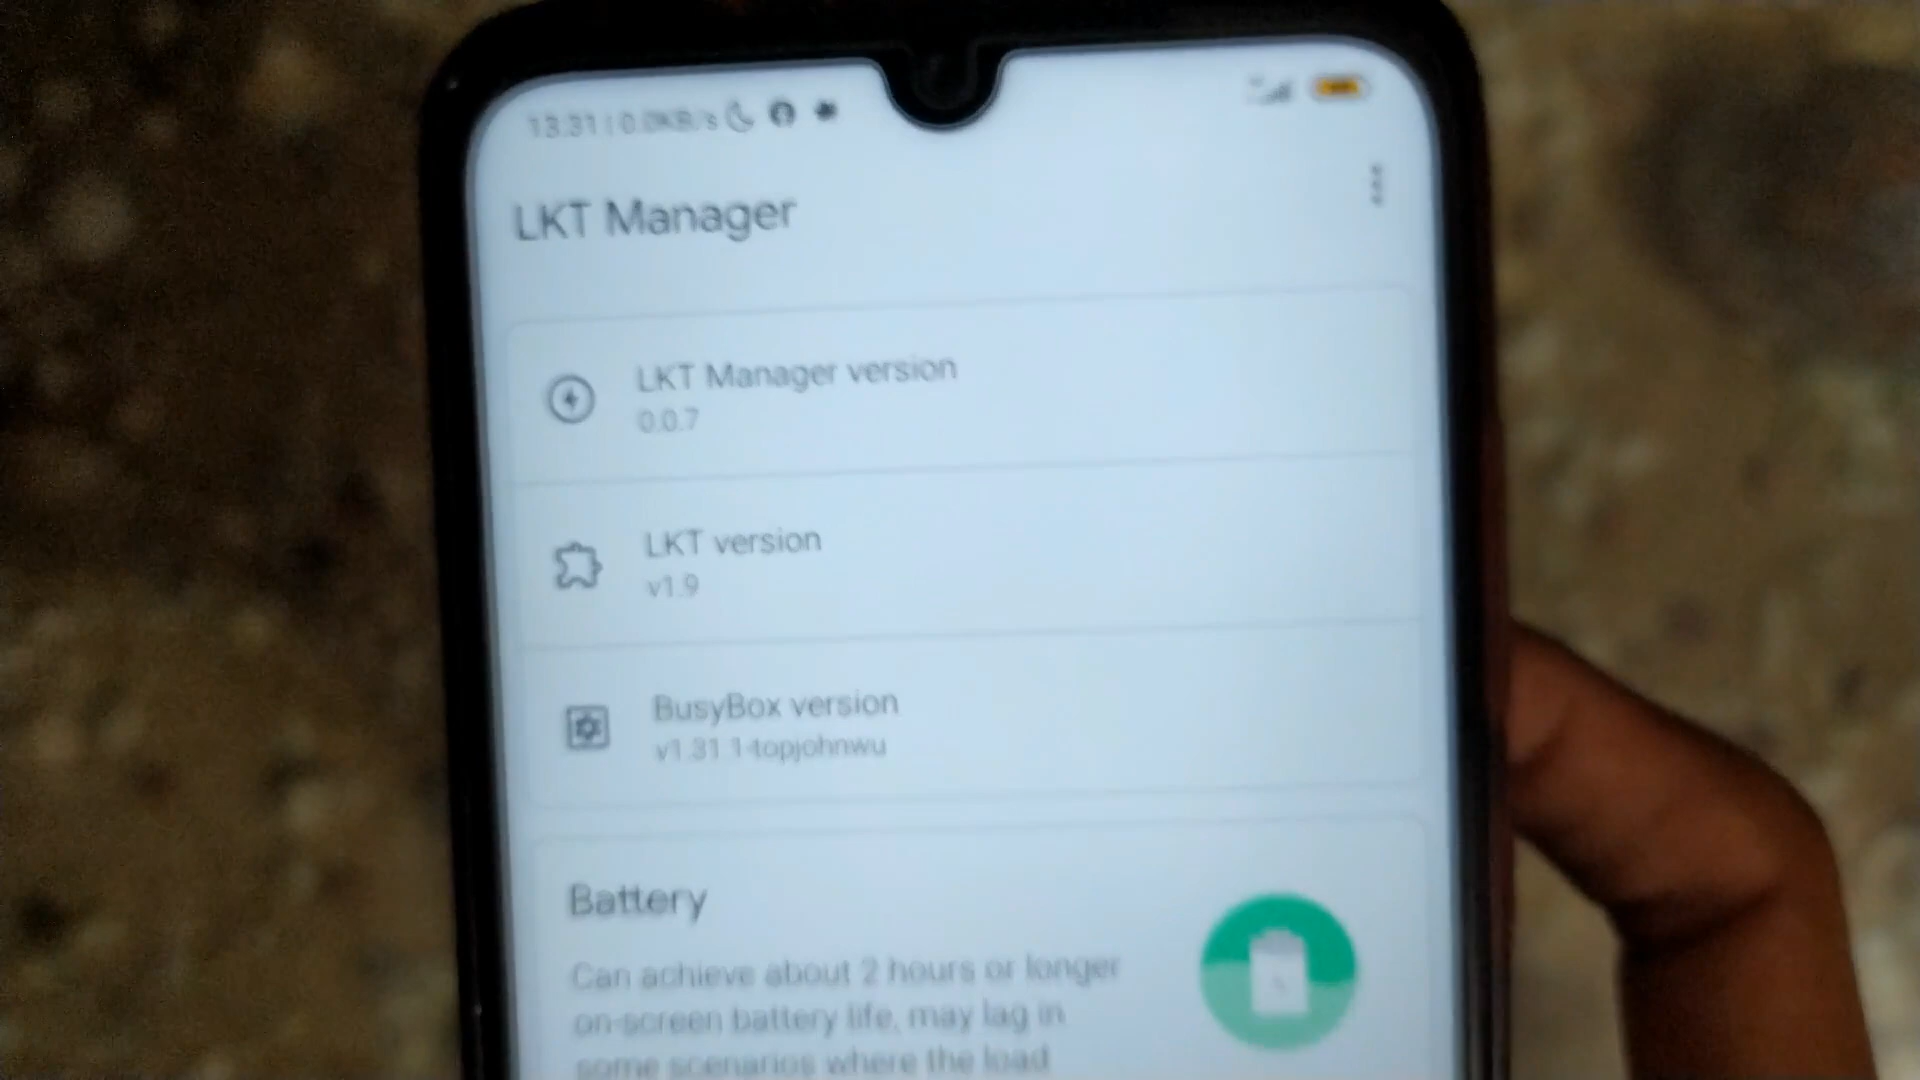 13:31 | 0.0KB/s
LKT Manager
LKT Manager version
0.0.7
LKT version
v1.9
BusyBox version
v1.31.1-topjohnwu
Battery
Can achieve about 2 hours or longer
on-screen battery life, may lag in
some scenarios where the load